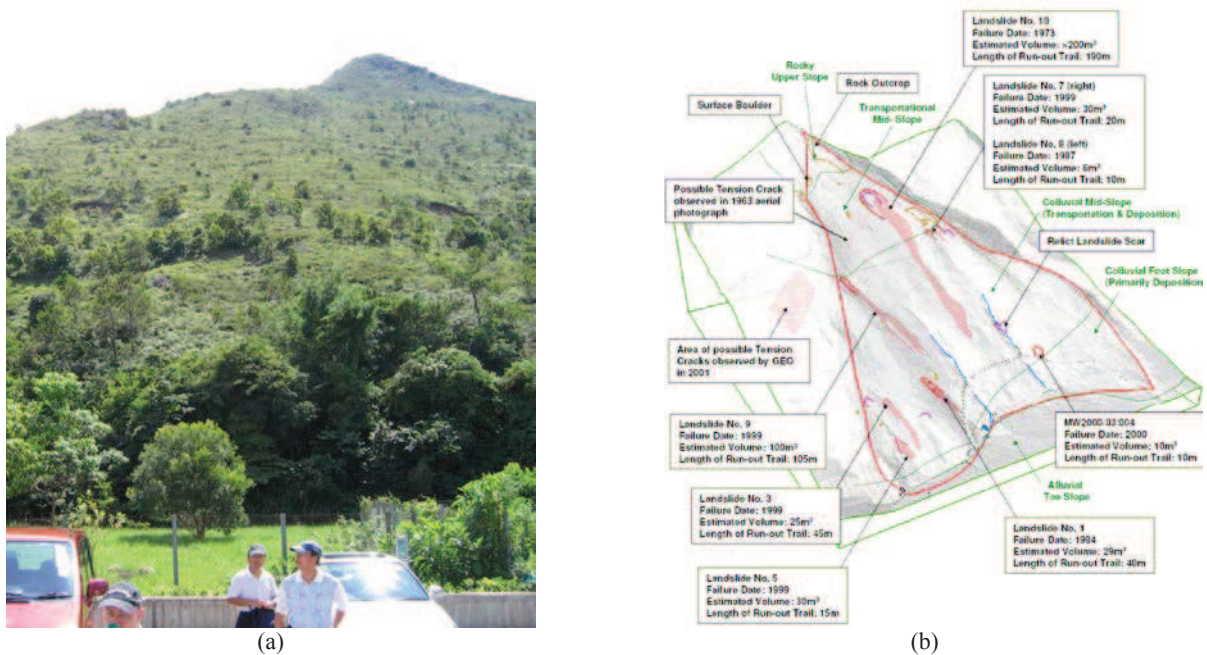 Landslide No. 10
Failure Date: 1973
Estimated Volume: >200m³
Length of Run-out Trail: 190m
Rocky
Upper Slope
Rock Outcrop
Surface Boulder
Transportational
Mid- Slope
Landslide No. 7 (right)
Failure Date: 1999
Estimated Volume: 30m³
Length of Run-out Trail: 20m
Landslide No. 8 (left)
Failure Date: 1987
Estimated Volume: 6m³
Length of Run-out Trail: 10m
Possible Tension Crack
observed in 1963 aerial
photograph
Colluvial Mid-Slope
(Transportation & Deposition)
Relict Landslide Scar
Colluvial Foot Slope
(Primarily Deposition
Area of possible Tension
Cracks observed by GEO
in 2001
Landslide No. 9
Failure Date: 1999
Estimated Volume: 100m³
Length of Run-out Trail: 105m
MW2000-03:004
Failure Date: 2000
Estimated Volume: 10m³
Length of Run-out Trail: 10m
Alluvial
Toe Slope
Landslide No. 3
Failure Date: 1999
Estimated Volume: 25m³
Length of Run-out Trail: 45m
Landslide No. 1
Failure Date: 1984
Estimated Volume: 29m³
Length of Run-out Trail: 40m
Landslide No. 5
Failure Date: 1999
Estimated Volume: 30m³
Length of Run-out Trail: 15m
(a)
(b)